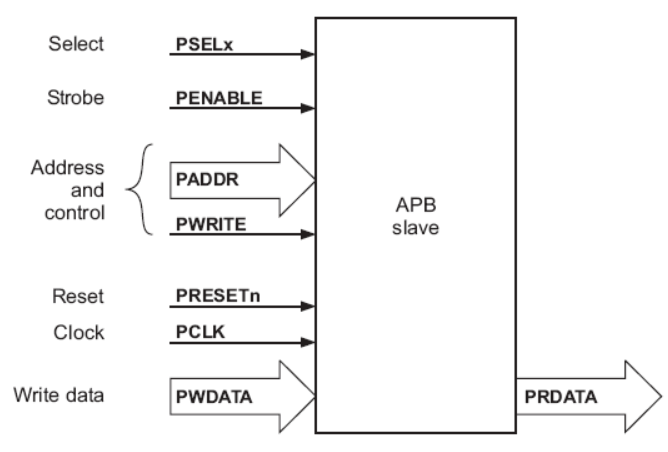 Select PSELx
Strobe PENABLE
Address
and
control
PADDR
PWRITE
APB
slave
Reset PRESETn
Clock PCLK
Write data PWDATA PRDATA